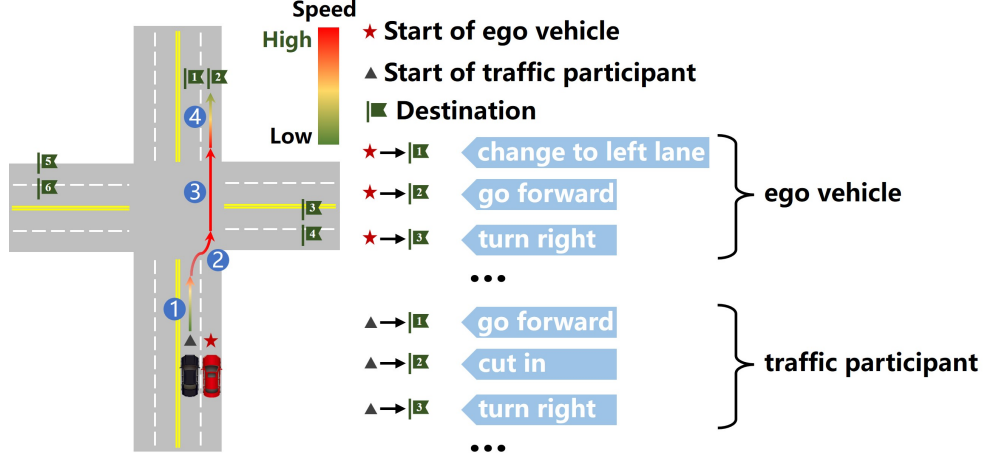 Speed
High
Low
Start of ego vehicle
Start of traffic participant
Destination
1 change to left lane
2 go forward
3 turn right
...
ego vehicle
1 go forward
2 cut in
3 turn right
...
traffic participant
1 2
4
3
2
1
5
6
3
4